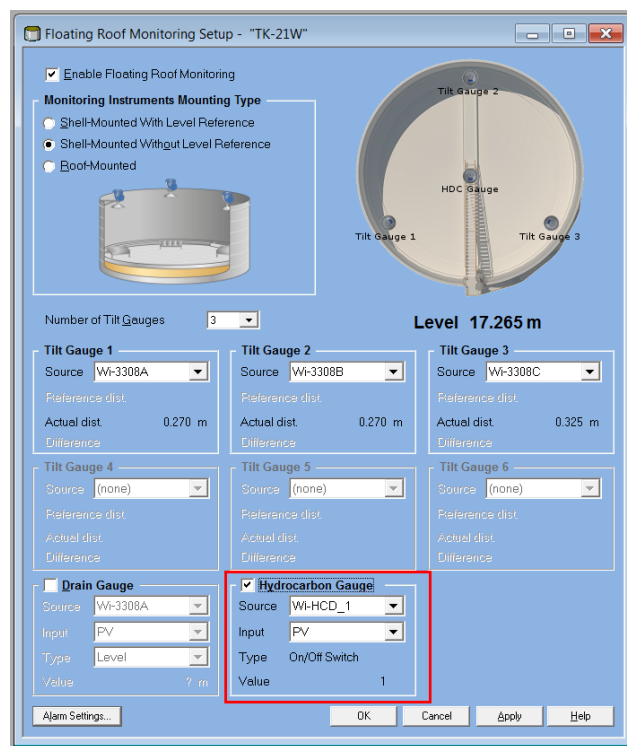 Floating Roof Monitoring Setup - "TK-21W"
Enable Floating Roof Monitoring
Monitoring Instruments Mounting Type
Shell-Mounted With Level Reference
Shell-Mounted Without Level Reference
Roof-Mounted
Tilt Gauge 2
HDC Gauge
Tilt Gauge 1
Tilt Gauge 3
Number of Tilt Gauges 3
Level 17.265 m
Tilt Gauge 1
Source Wi-3308A
Reference dist.
Actual dist. 0.270 m
Difference
Tilt Gauge 2
Source Wi-3308B
Reference dist.
Actual dist. 0.270 m
Difference
Tilt Gauge 3
Source Wi-3308C
Reference dist.
Actual dist. 0.325 m
Difference
Tilt Gauge 4
Source (none)
Reference dist.
Actual dist.
Difference
Tilt Gauge 5
Source (none)
Reference dist.
Actual dist.
Difference
Tilt Gauge 6
Source (none)
Reference dist.
Actual dist.
Difference
Drain Gauge
Source Wi-3308A
Input PV
Type Level
Value ? m
Hydrocarbon Gauge
Source Wi-HCD_1
Input PV
Type On/Off Switch
Value 1
Alarm Settings...
OK
Cancel
Apply
Help